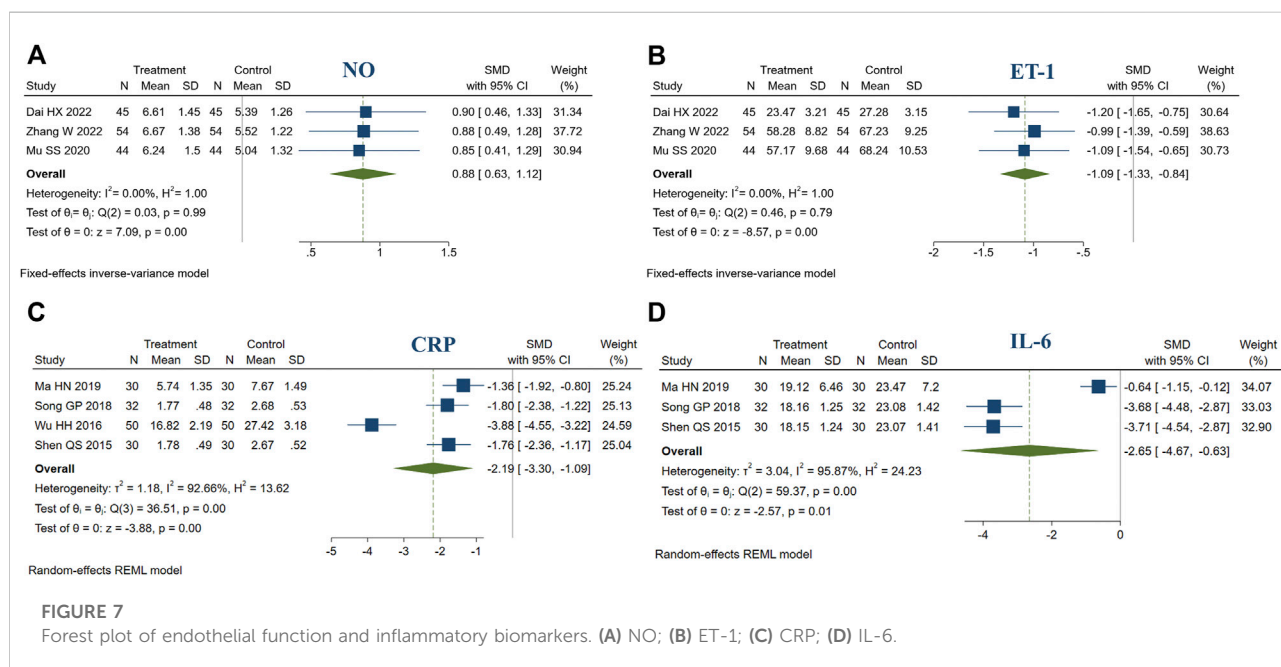 A
NO
Treatment Control SMD Weight
Study N Mean SD N Mean SD with 95% CI (%)
Dai HX 2022 45 6.61 1.45 45 5.39 1.26 0.90 [ 0.46, 1.33] 31.34
Zhang W 2022 54 6.67 1.38 54 5.52 1.22 0.88 [ 0.49, 1.28] 37.72
Mu SS 2020 44 6.24 1.5 44 5.04 1.32 0.85 [ 0.41, 1.29] 30.94
Overall 0.88 [ 0.63, 1.12]
Heterogeneity: I² = 0.00%, H² = 1.00
Test of θi = θj: Q(2) = 0.03, p = 0.99
Test of θ = 0: z = 7.09, p = 0.00
.5 1 1.5
Fixed-effects inverse-variance model
B
ET-1
Treatment Control SMD Weight
Study N Mean SD N Mean SD with 95% CI (%)
Dai HX 2022 45 23.47 3.21 45 27.28 3.15 -1.20 [ -1.65, -0.75] 30.64
Zhang W 2022 54 58.28 8.82 54 67.23 9.25 -0.99 [ -1.39, -0.59] 38.63
Mu SS 2020 44 57.17 9.68 44 68.24 10.53 -1.09 [ -1.54, -0.65] 30.73
Overall -1.09 [ -1.33, -0.84]
Heterogeneity: I² = 0.00%, H² = 1.00
Test of θi = θj: Q(2) = 0.46, p = 0.79
Test of θ = 0: z = -8.57, p = 0.00
-2 -1 -.5
Fixed-effects inverse-variance model
C
CRP
Treatment Control SMD Weight
Study N Mean SD N Mean SD with 95% CI (%)
Ma HN 2019 30 5.74 1.35 30 7.67 1.49 -1.36 [ -1.92, -0.80] 25.24
Song GP 2018 32 1.77 .48 32 2.68 .53 -1.80 [ -2.38, -1.22] 25.13
Wu HH 2016 50 16.82 2.19 50 27.42 3.18 -3.88 [ -4.55, -3.22] 24.59
Shen QS 2015 30 1.78 .49 30 2.67 .52 -1.76 [ -2.36, -1.17] 25.04
Overall -2.19 [ -3.30, -1.09]
Heterogeneity: τ² = 1.18, I² = 92.66%, H² = 13.62
Test of θi = θj: Q(3) = 36.51, p = 0.00
Test of θ = 0: z = -3.88, p = 0.00
-5 -4 -3 -2 -1
Random-effects REML model
D
IL-6
Treatment Control SMD Weight
Study N Mean SD N Mean SD with 95% CI (%)
Ma HN 2019 30 19.12 6.46 30 23.47 7.2 -0.64 [ -1.15, -0.12] 34.07
Song GP 2018 32 18.16 1.25 32 23.08 1.42 -3.68 [ -4.48, -2.87] 33.03
Shen QS 2015 30 18.15 1.24 30 23.07 1.41 -3.71 [ -4.54, -2.87] 32.90
Overall -2.65 [ -4.67, -0.63]
Heterogeneity: τ² = 3.04, I² = 95.87%, H² = 24.23
Test of θi = θj: Q(2) = 59.37, p = 0.00
Test of θ = 0: z = -2.57, p = 0.01
-4 -2 0
Random-effects REML model
FIGURE 7
Forest plot of endothelial function and inflammatory biomarkers. (A) NO; (B) ET-1; (C) CRP; (D) IL-6.